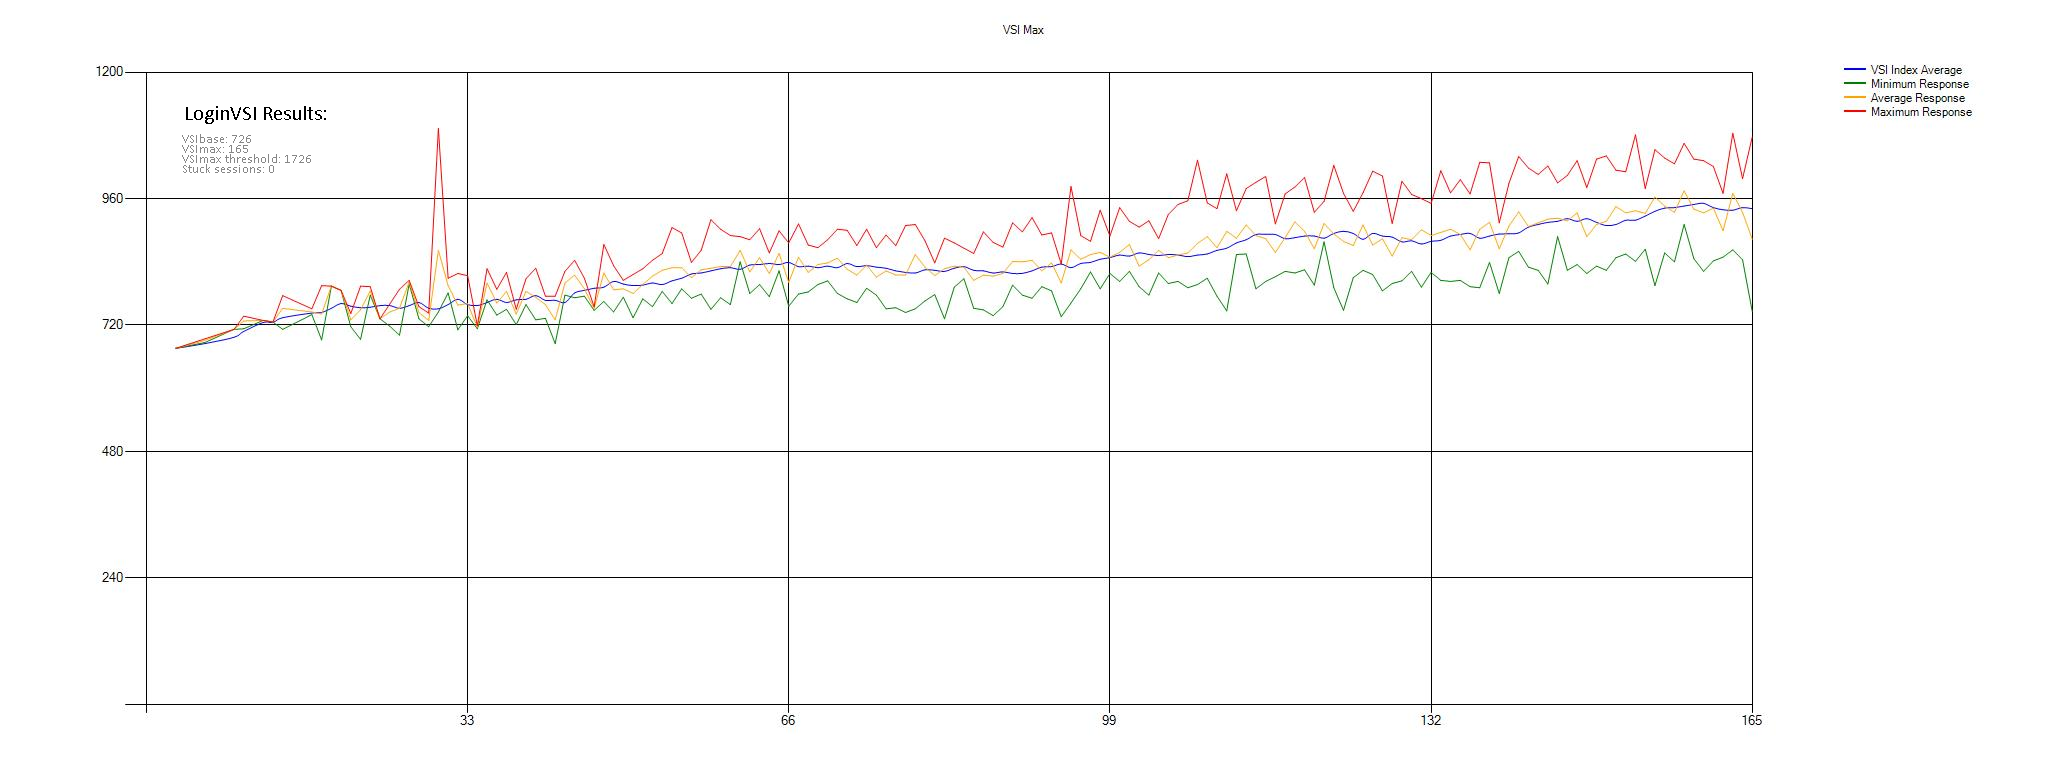 VSI Max
1200
960
720
480
240
33
66
99
132
165
LoginVSI Results:
VSIbase: 726
VSImax: 165
VSImax threshold: 1726
Stuck sessions: 0
VSI Index Average
Minimum Response
Average Response
Maximum Response